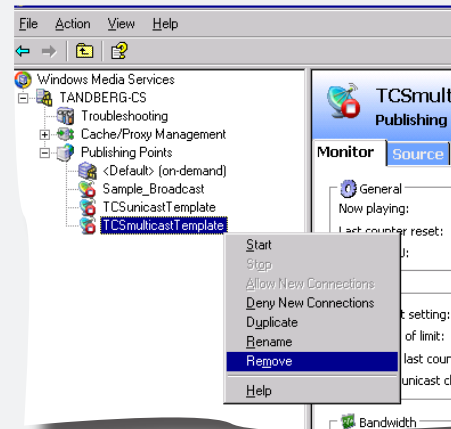 File Action View Help
Windows Media Services
TANDBERG-CS
Troubleshooting
Cache/Proxy Management
Publishing Points
<Default> (on-demand)
Sample_Broadcast
TCSunicastTemplate
TCSmulticastTemplate
Start
Stop
Allow New Connections
Deny New Connections
Duplicate
Rename
Remove
Help
TCSmult
Publishing
Monitor Source
General
Now playing:
Last counter reset:
U:
t setting:
of limit:
last coun
unicast cl
Bandwidth